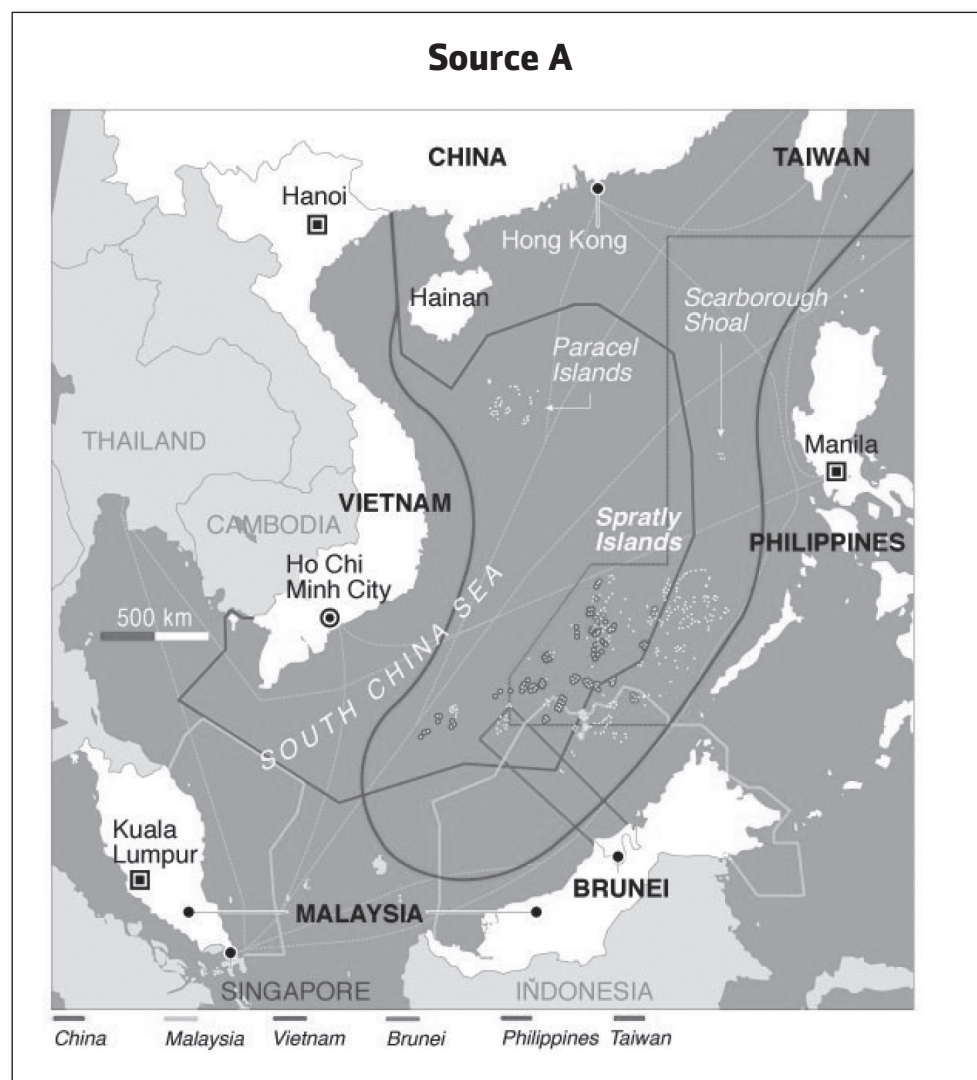 Source A
CHINA
TAIWAN
Hanoi
Hong Kong
Hainan
Scarborough
Shoal
Paracel
Islands
THAILAND
Manila
VIETNAM
CAMBODIA
Spratly
Islands
PHILIPPINES
Ho Chi
Minh City
500 km
SOUTH CHINA SEA
Kuala
Lumpur
BRUNEI
MALAYSIA
SINGAPORE
INDONESIA
China
Malaysia
Vietnam
Brunei
Philippines
Taiwan